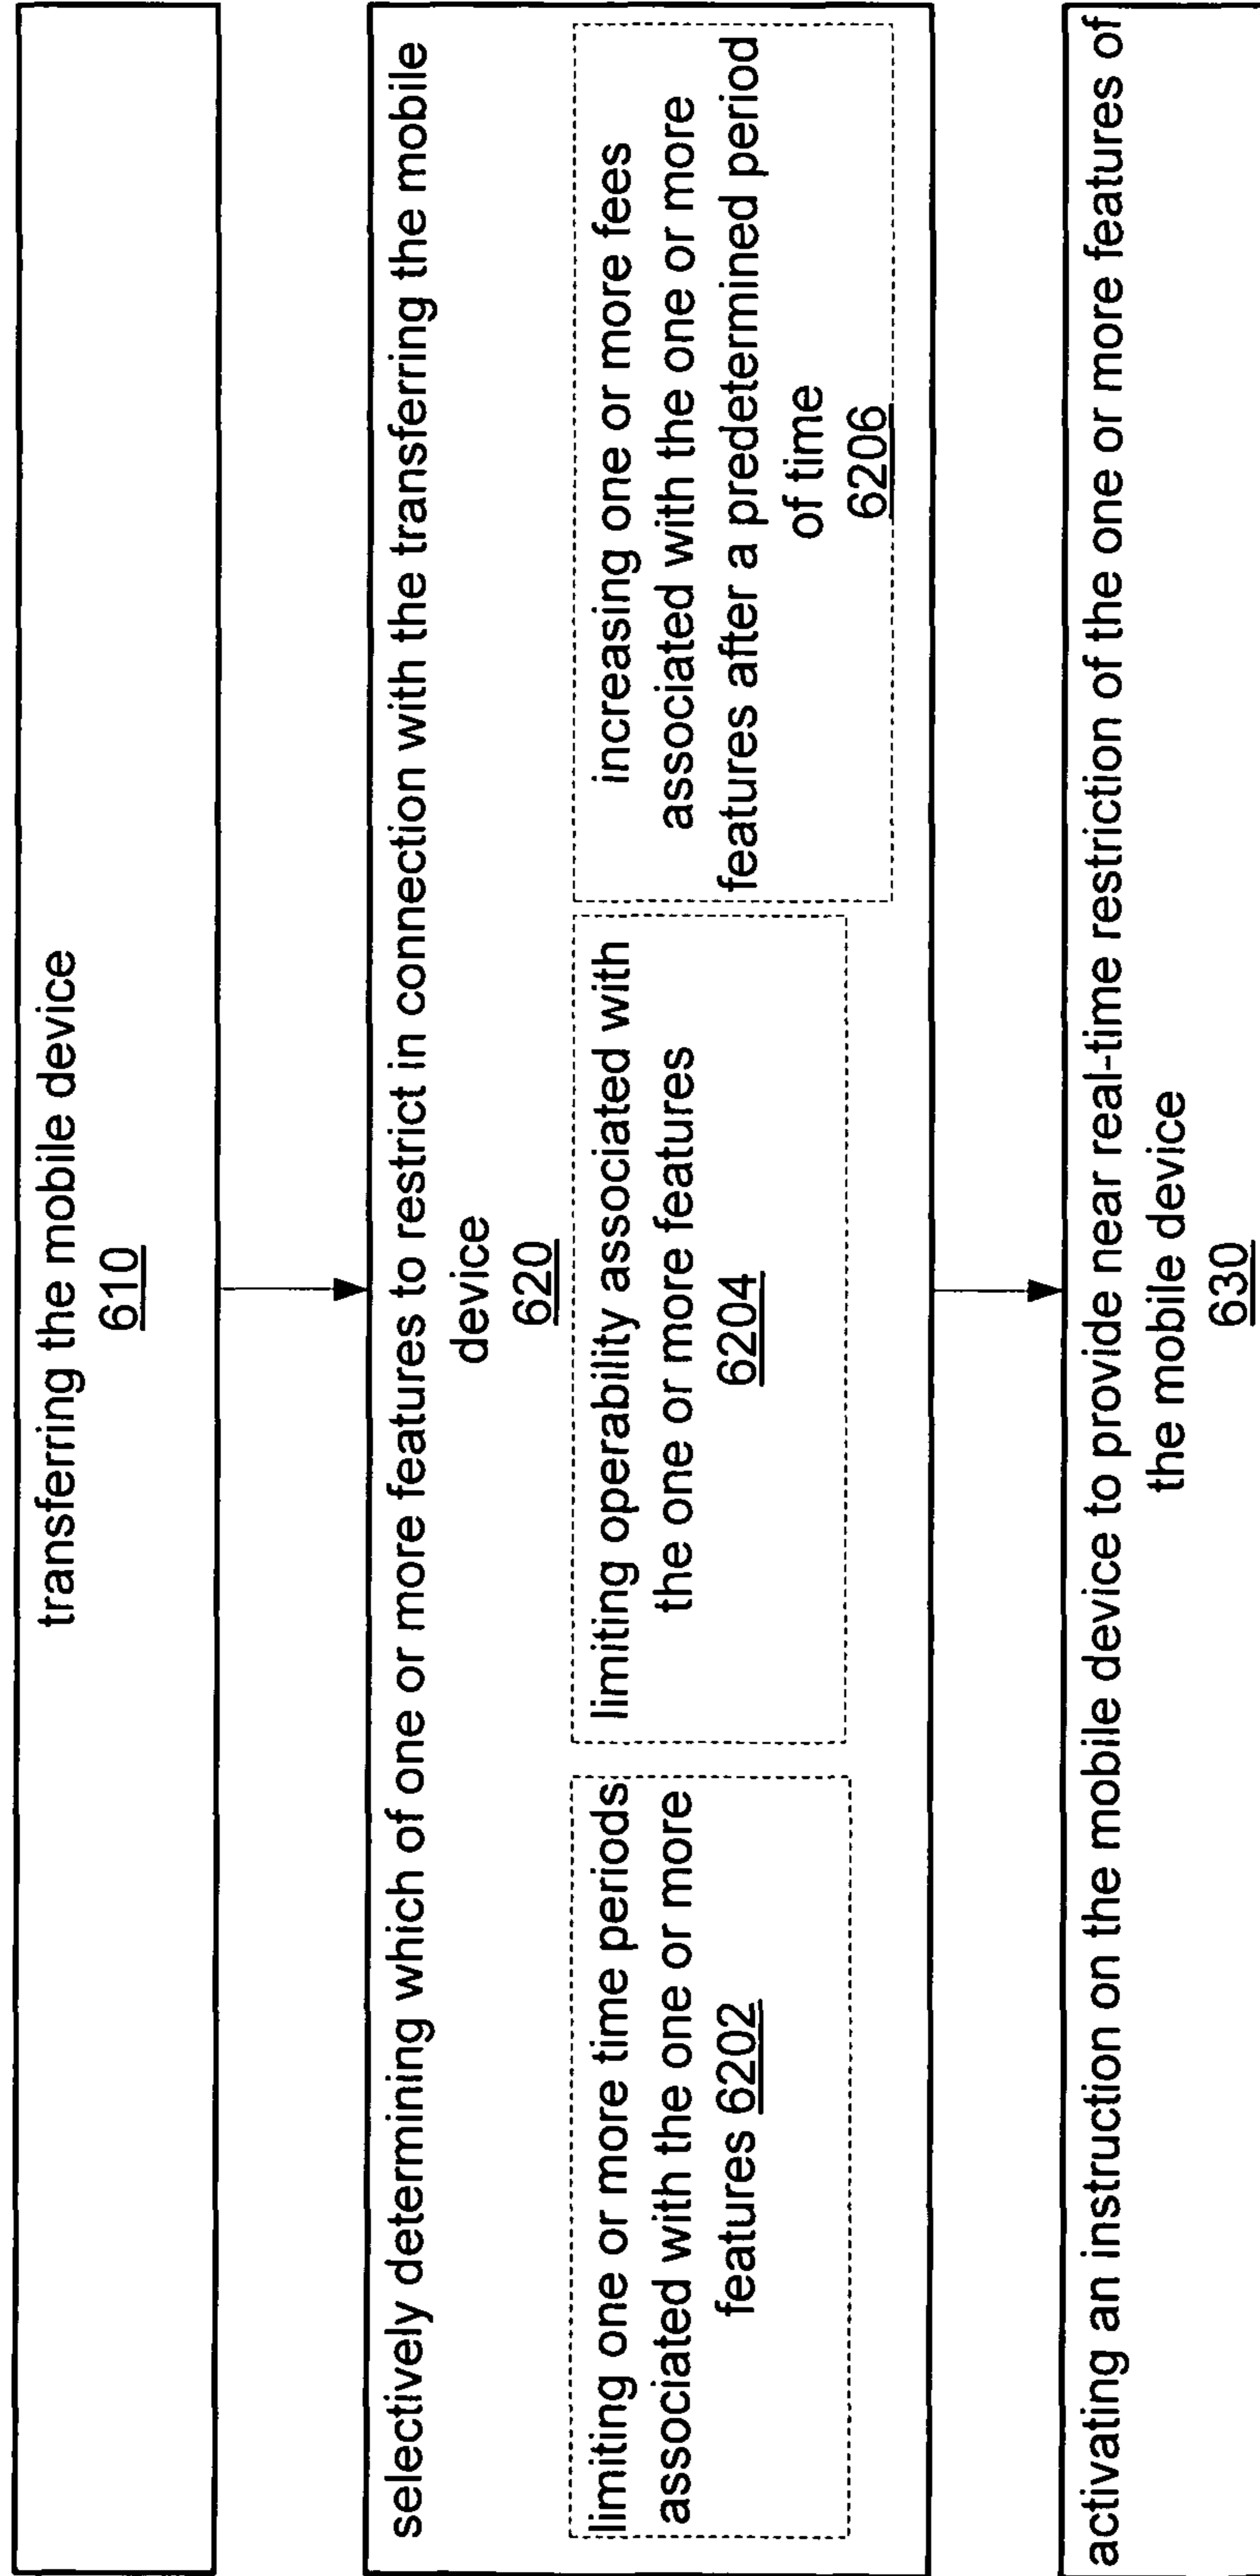 transferring the mobile device
610
selectively determining which of one or more features to restrict in connection with the transferring the mobile
device
620
limiting one or more time periods
associated with the one or more
features 6202
limiting operability associated with
the one or more features
6204
increasing one or more fees
associated with the one or more
features after a predetermined period
of time
6206
activating an instruction on the mobile device to provide near real-time restriction of the one or more features of
the mobile device
630